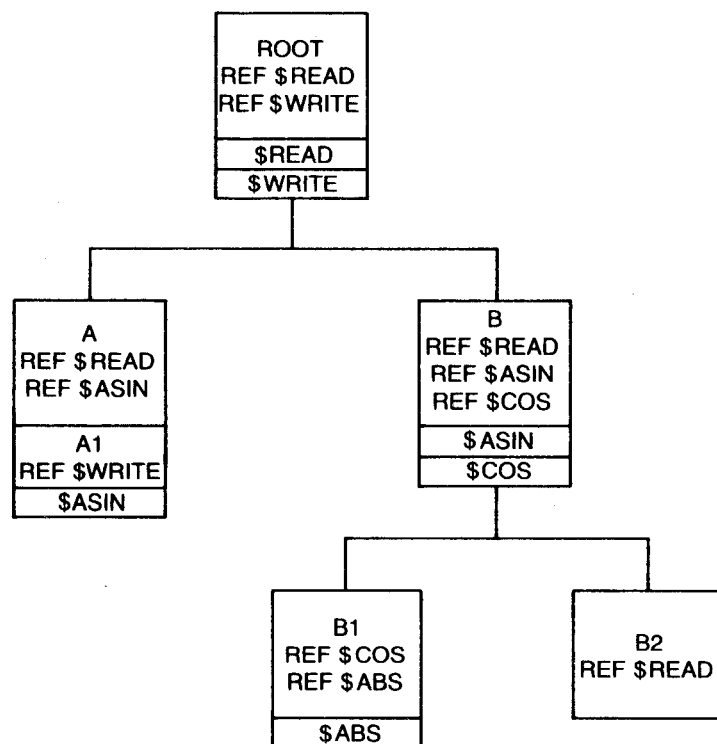 ROOT
REF $READ
REF $WRITE
$READ
$WRITE
A
REF $READ
REF $ASIN
A1
REF $WRITE
$ASIN
B
REF $READ
REF $ASIN
REF $COS
$ASIN
$COS
B1
REF $COS
REF $ABS
$ABS
B2
REF $READ